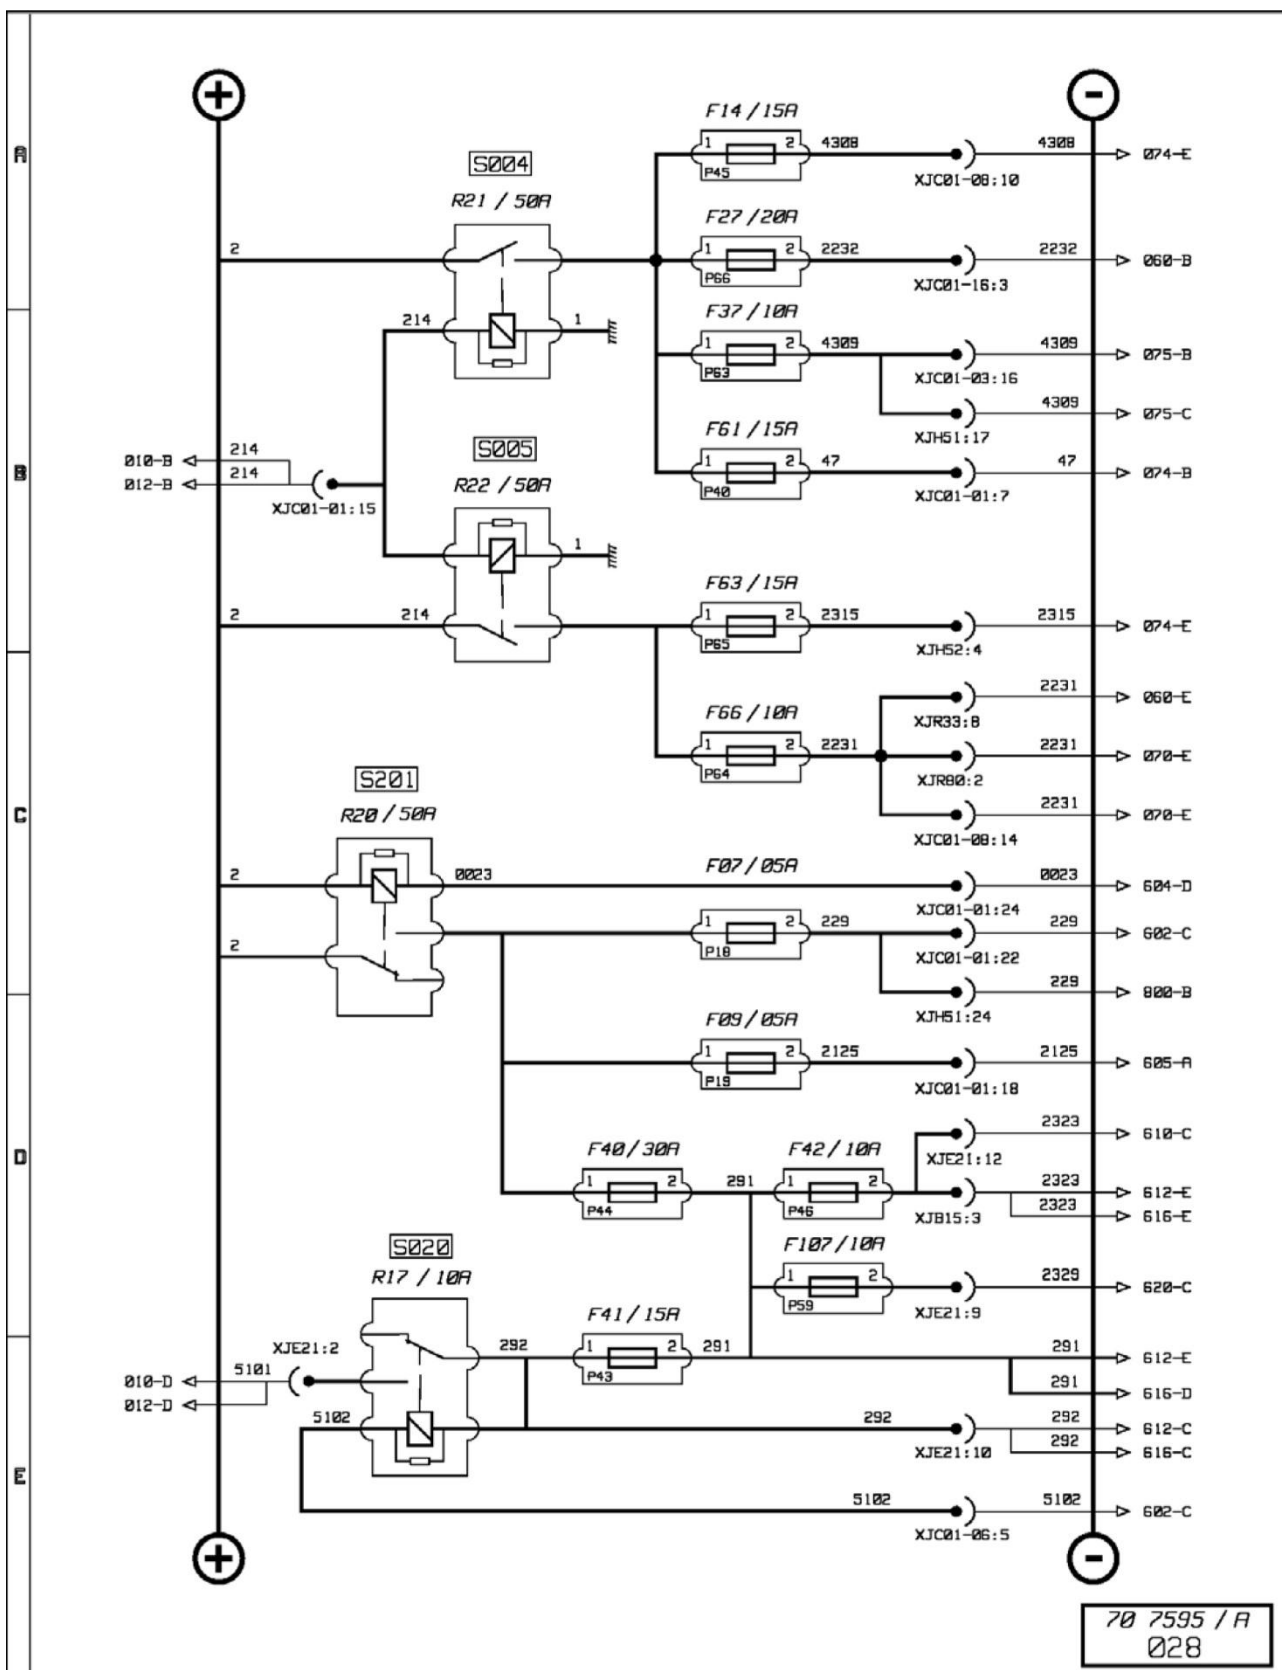 +
-
F14/15A
1 2 4308
4308
074-E
P45
XJC01-08:10
A
S004
R21 / 50A
F27/20A
2
1 2 2232
2232
060-B
P66
XJC01-16:3
F37/10A
214
1
1 2 4309
4309
075-B
P63
XJC01-03:16
4309
075-C
XJH51:17
S005
F61/15A
214
010-B
B
214
012-B
R22 / 50A
1 2 47
47
074-B
P40
XJC01-01:7
XJC01-01:15
1
F63/15A
2
214
1 2 2315
2315
074-E
P65
XJH52:4
2231
060-E
XJR33:8
F66/10A
1 2 2231
2231
070-E
P64
XJR80:2
S201
C
R20 / 50A
2231
070-E
XJC01-08:14
F07/05A
2
0023
0023
604-D
XJC01-01:24
1 2 229
229
602-C
2
P18
XJC01-01:22
229
800-B
XJH51:24
F09/05A
1 2 2125
2125
605-A
P19
XJC01-01:18
2323
610-C
D
F40/30A
F42/10A
XJE21:12
1 2
291
1 2
2323
612-E
P44
P46
XJB15:3
2323
616-E
S020
F107/10A
R17 / 10A
1 2
2329
620-C
P59
XJE21:9
F41/15A
XJE21:2
292
1 2 291
291
612-E
P43
5101
010-D
012-D
291
616-D
5102
292
292
612-C
XJE21:10
292
616-C
E
5102
5102
602-C
XJC01-06:5
+
-
70 7595 / A
028